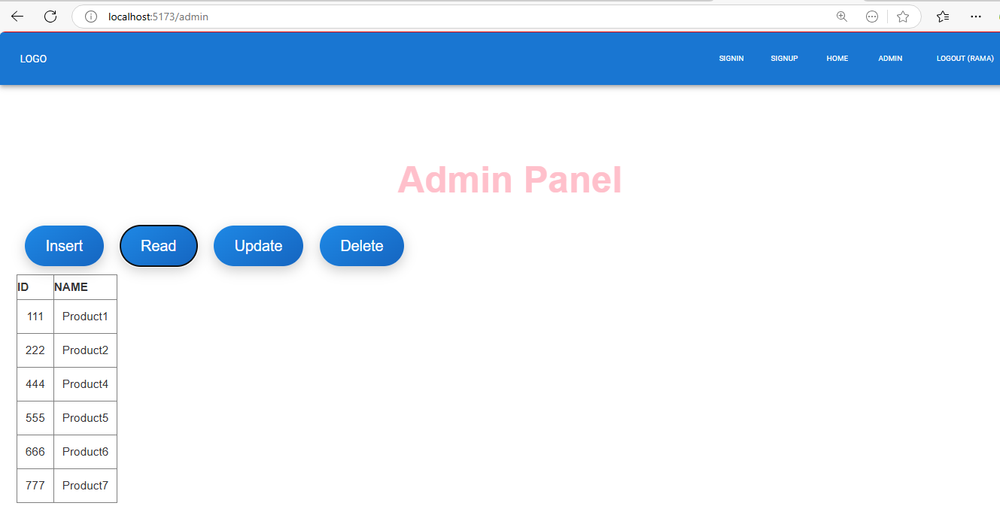 localhost:5173/admin
LOGO SIGNIN SIGNUP HOME ADMIN LOGOUT (RAMA)
Admin Panel
Insert Read Update Delete
ID NAME
111 Product1
222 Product2
444 Product4
555 Product5
666 Product6
777 Product7